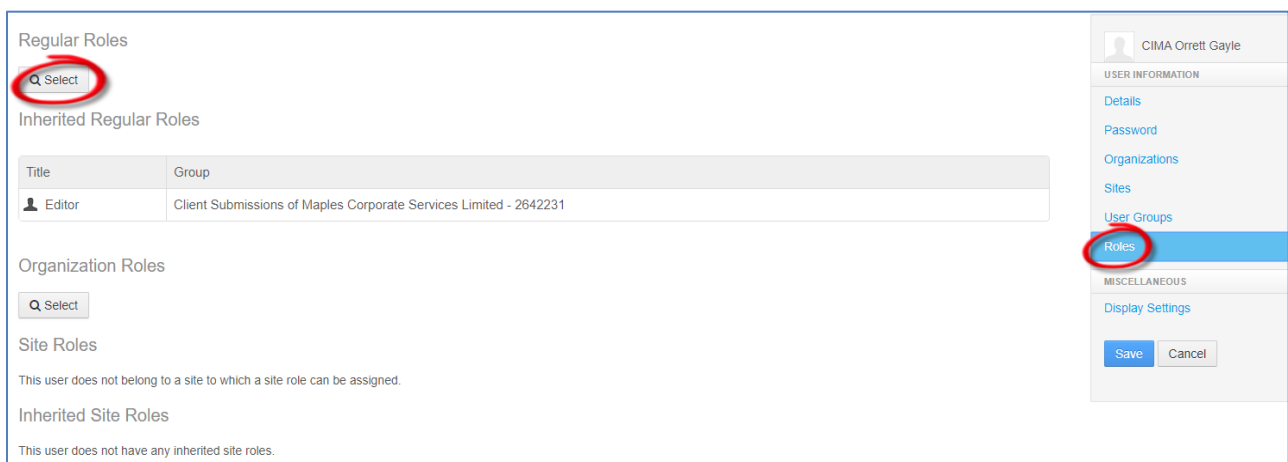 Regular Roles
Select
Inherited Regular Roles
Title Group
Editor Client Submissions of Maples Corporate Services Limited - 2642231
Organization Roles
Select
Site Roles
This user does not belong to a site to which a site role can be assigned.
Inherited Site Roles
This user does not have any inherited site roles.
CIMA Orrett Gayle
USER INFORMATION
Details
Password
Organizations
Sites
User Groups
Roles
MISCELLANEOUS
Display Settings
Save Cancel